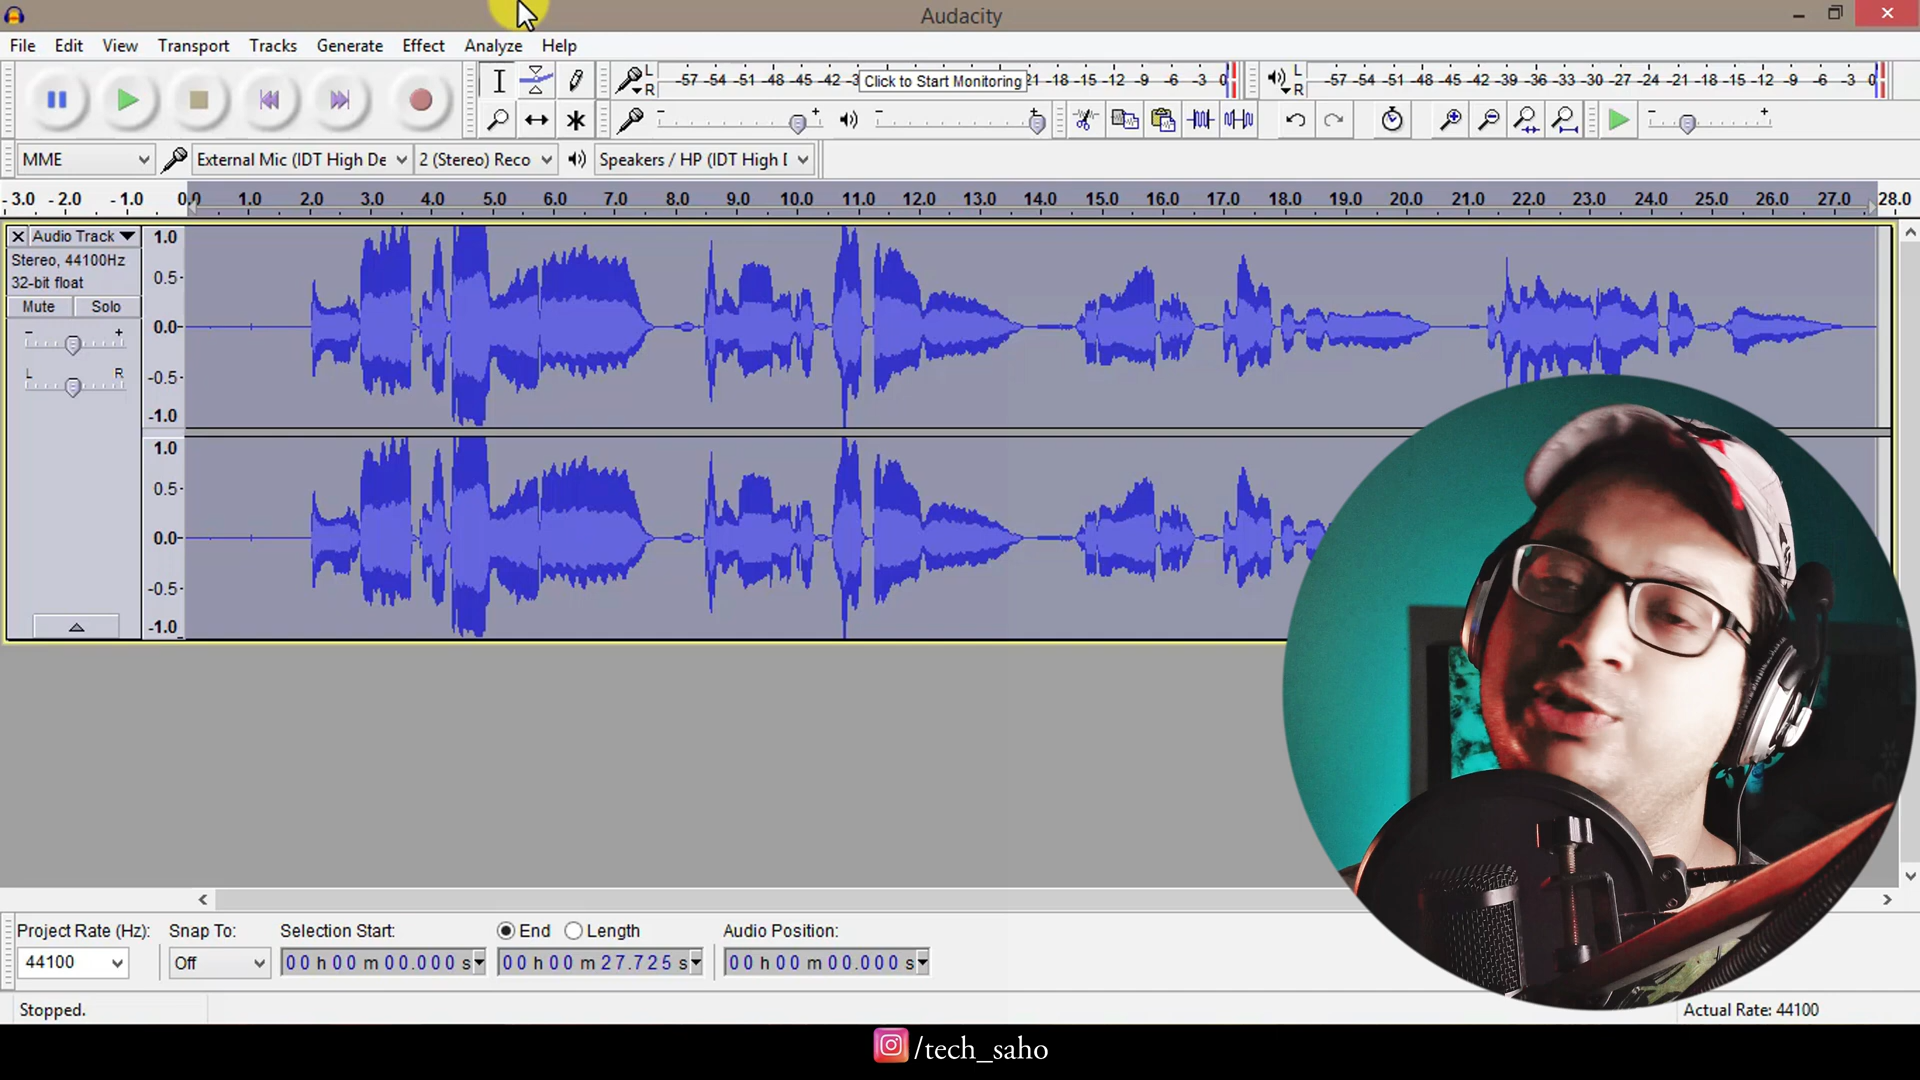 Audacity
File Edit View Transport Tracks Generate Effect Analyze Help
L R -57 -54 -51 -48 -45 -42 -3 Click to Start Monitoring 21 -18 -15 -12 -9 -6 -3 0 L R -57 -54 -51 -48 -45 -42 -39 -36 -33 -30 -27 -24 -21 -18 -15 -12 -9 -6 -3 0
- + - + - +
MME External Mic (IDT High De 2 (Stereo) Reco Speakers / HP (IDT High
-3.0 -2.0 -1.0 0.0 1.0 2.0 3.0 4.0 5.0 6.0 7.0 8.0 9.0 10.0 11.0 12.0 13.0 14.0 15.0 16.0 17.0 18.0 19.0 20.0 21.0 22.0 23.0 24.0 25.0 26.0 27.0 28.0
Audio Track 1.0
Stereo, 44100Hz
32-bit float 0.5-
Mute Solo
- + 0.0-
L R -0.5-
-1.0
1.0
0.5-
0.0-
-0.5-
-1.0
Project Rate (Hz): Snap To: Selection Start: End Length Audio Position:
44100 Off 00 h 00 m 00.000 s 00 h 00 m 27.725 s 00 h 00 m 00.000 s
Stopped. Actual Rate: 44100
/tech_saho